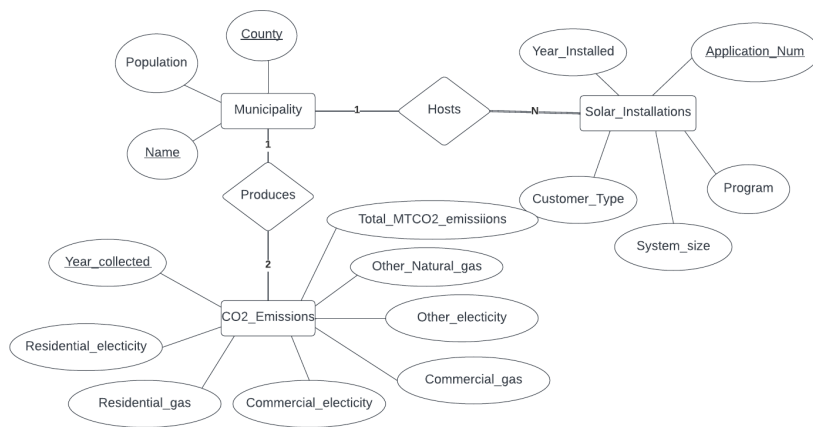 County
Year_Installed
Application_Num
Population
Municipality
1
Hosts
N
Solar_Installations
Name
1
Produces
Program
Customer_Type
Total_MTCO2_emissiions
System_size
Year_collected
2
Other_Natural_gas
CO2_Emissions
Other_electicity
Residential_electicity
Commercial_gas
Residential_gas
Commercial_electicity